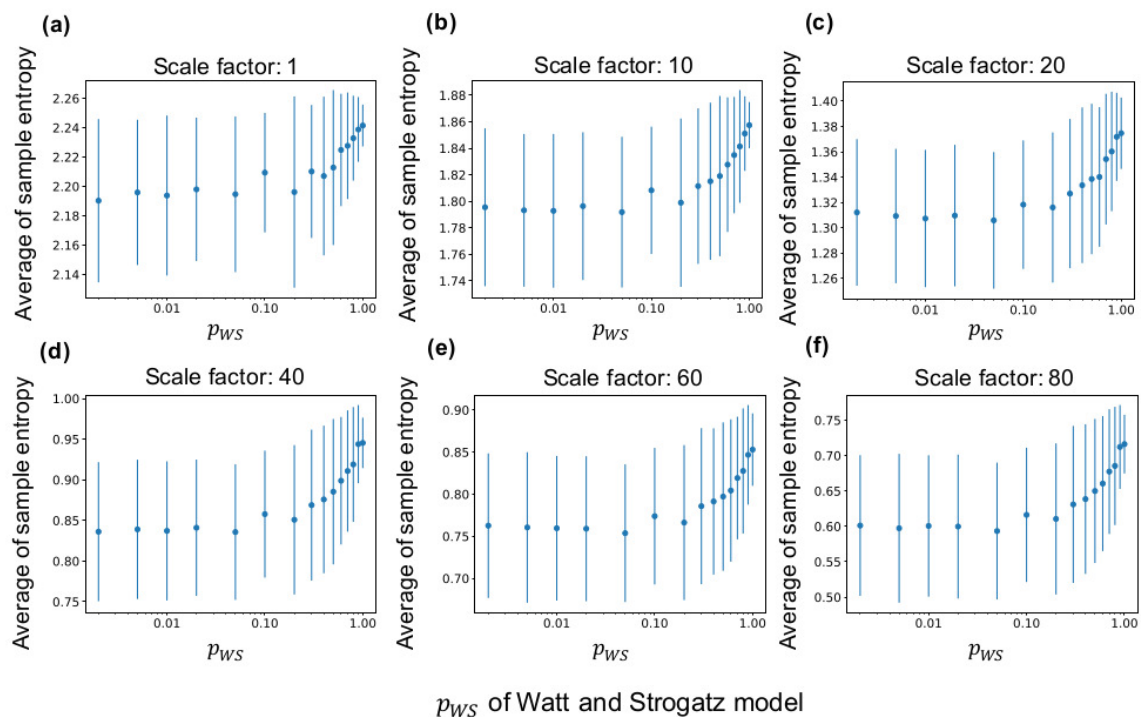 (a)
Scale factor: 1
Average of sample entropy
2.26
2.24
2.22
2.20
2.18
2.16
2.14
0.01 0.10 1.00
p_WS
(b)
Scale factor: 10
Average of sample entropy
1.88
1.86
1.84
1.82
1.80
1.78
1.76
1.74
0.01 0.10 1.00
p_WS
(c)
Scale factor: 20
Average of sample entropy
1.40
1.38
1.36
1.34
1.32
1.30
1.28
1.26
0.01 0.10 1.00
p_WS
(d)
Scale factor: 40
Average of sample entropy
1.00
0.95
0.90
0.85
0.80
0.75
0.01 0.10 1.00
p_WS
(e)
Scale factor: 60
Average of sample entropy
0.90
0.85
0.80
0.75
0.70
0.01 0.10 1.00
p_WS
(f)
Scale factor: 80
Average of sample entropy
0.75
0.70
0.65
0.60
0.55
0.50
0.01 0.10 1.00
p_WS
p_WS of Watt and Strogatz model